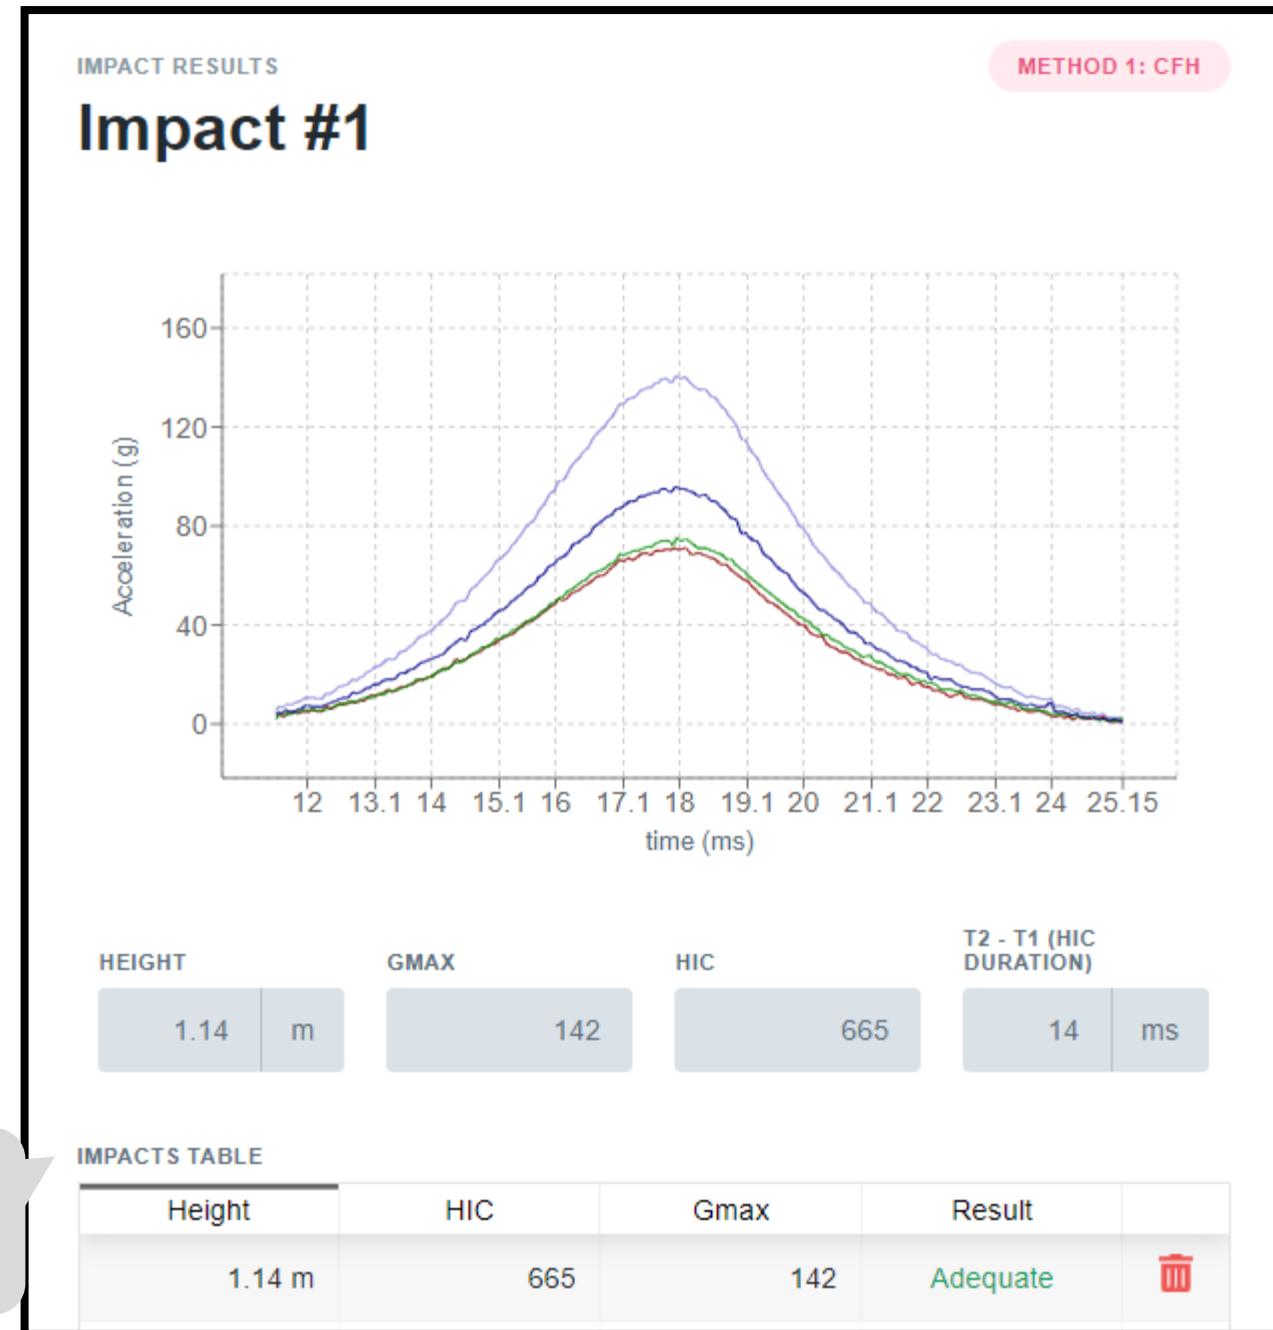 IMPACT RESULTS
METHOD 1: CFH
Impact #1
160
120
80
40
0
Acceleration (g)
12 13.1 14 15.1 16 17.1 18 19.1 20 21.1 22 23.1 24 25.15
time (ms)
HEIGHT GMAX HIC T2 - T1 (HIC
DURATION)
1.14 m 142 665 14 ms
IMPACTS TABLE
Height HIC Gmax Result
1.14 m 665 142 Adequate